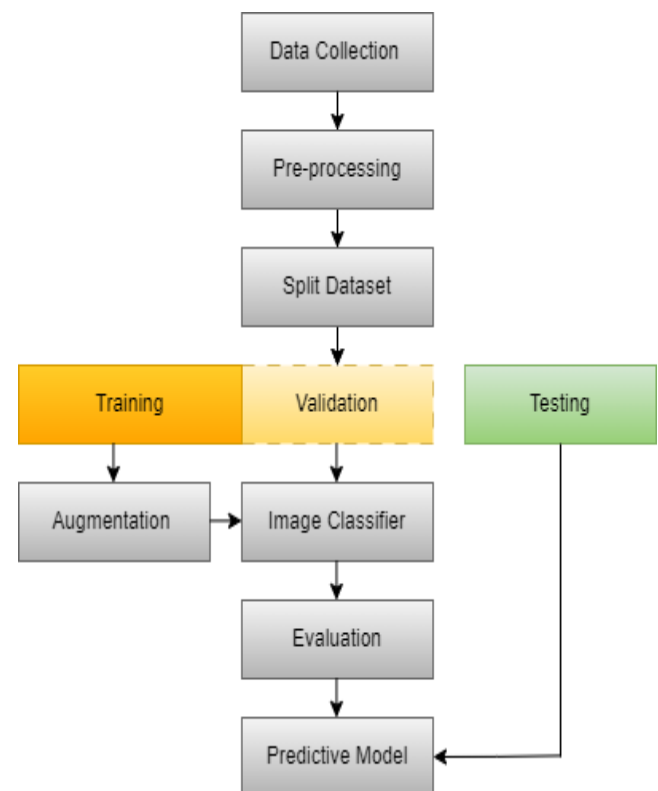 Data Collection
Pre-processing
Split Dataset
Training
Validation
Testing
Augmentation
Image Classifier
Evaluation
Predictive Model